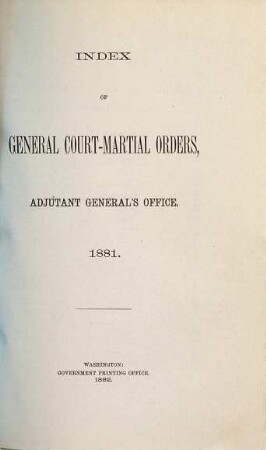 INDEX
OF
GENERAL COURT-MARTIAL ORDERS,
ADJUTANT GENERAL'S OFFICE.
1881.
WASHINGTON:
GOVERNMENT PRINTING OFFICE.
1882.